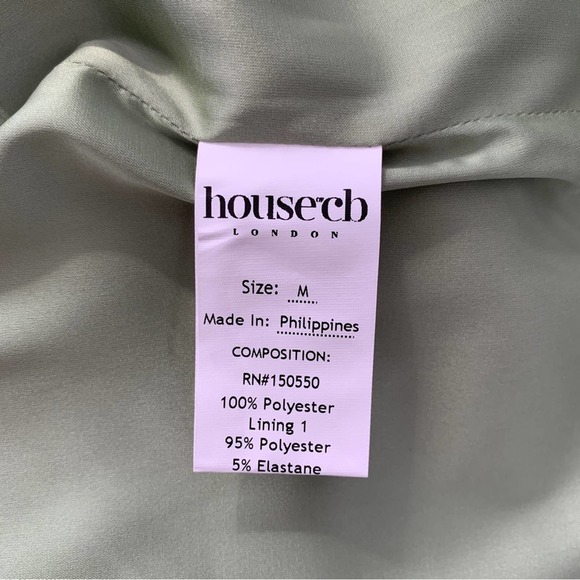 house of cb
LONDON
Size: M
Made In: Philippines
COMPOSITION:
RN#150550
100% Polyester
Lining 1
95% Polyester
5% Elastane